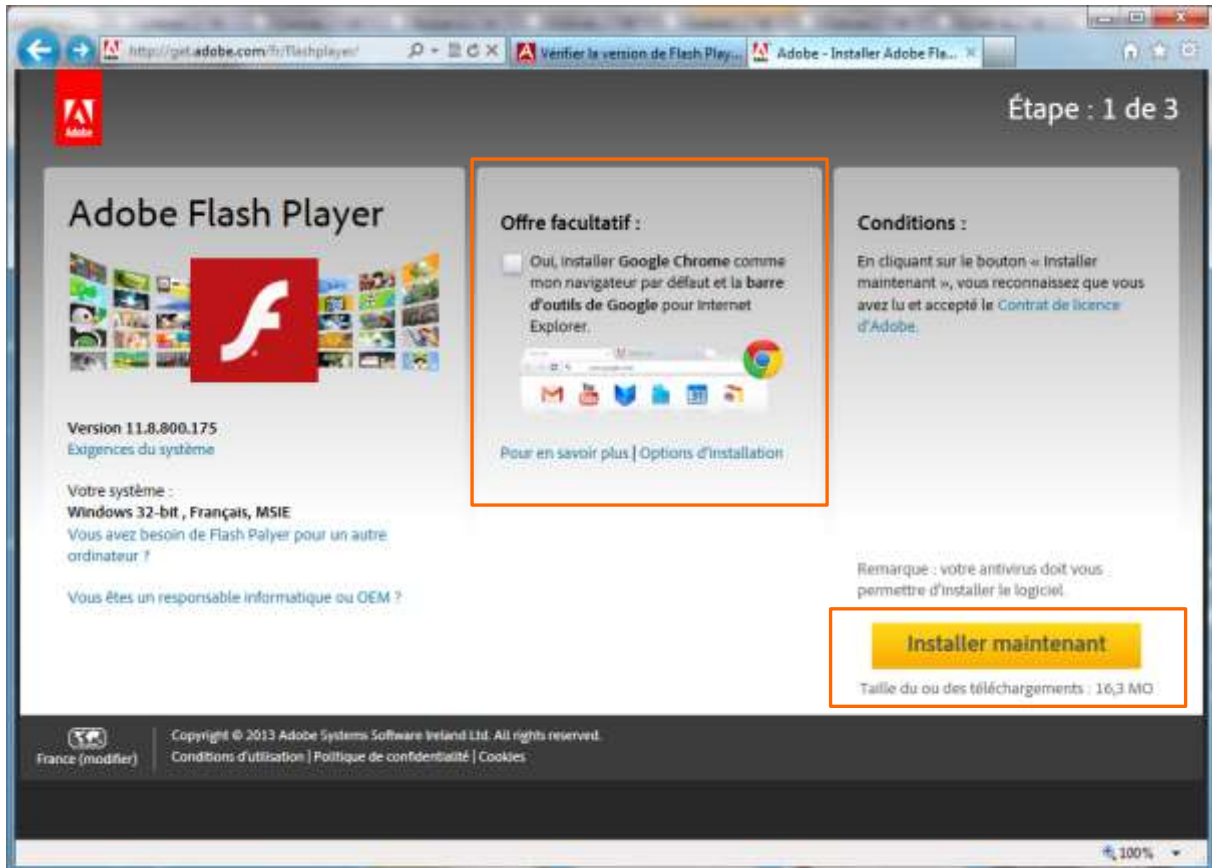 http://get.adobe.com/fr/flashplayer/
Vérifier la version de Flash Play...
Adobe - Installer Adobe Fla...
Adobe
Étape : 1 de 3
Adobe Flash Player
Version 11.8.800.175
Exigences du système
Votre système :
Windows 32-bit , Français, MSIE
Vous avez besoin de Flash Palyer pour un autre
ordinateur ?
Vous êtes un responsable informatique ou OEM ?
Offre facultatif :
Oui, installer Google Chrome comme
mon navigateur par défaut et la barre
d'outils de Google pour Internet
Explorer.
You
Tube
31
Pour en savoir plus | Options d'installation
Conditions :
En cliquant sur le bouton « Installer
maintenant », vous reconnaissez que vous
avez lu et accepté le Contrat de licence
d'Adobe.
Remarque : votre antivirus doit vous
permettre d'installer le logiciel.
Installer maintenant
Taille du ou des téléchargements : 16,3 MO
France (modifier)
Copyright © 2013 Adobe Systems Software Ireland Ltd. All rights reserved.
Conditions d'utilisation | Politique de confidentialité | Cookies
100%